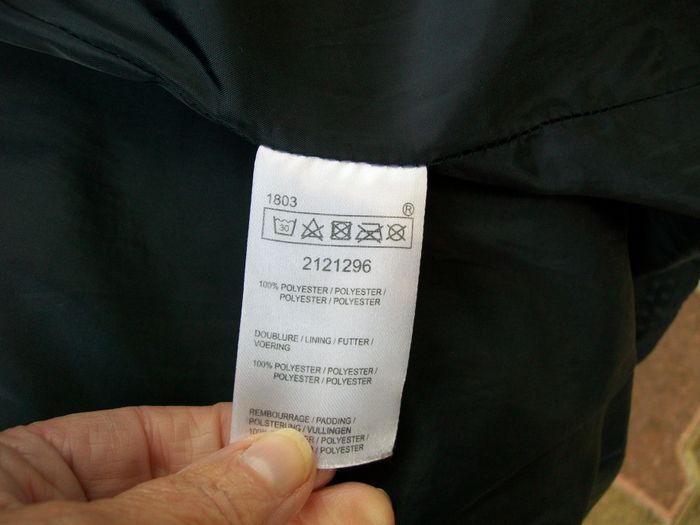 1803
®
30
2121296
100% POLYESTER / POLYESTER /
POLYESTER / POLYESTER
DOUBLURE / LINING / FUTTER /
VOERING
100% POLYESTER / POLYESTER /
POLYESTER / POLYESTER
REMBOURRAGE / PADDING /
POLSTERUNG / VULLINGEN
POLYESTER /
POLYESTER